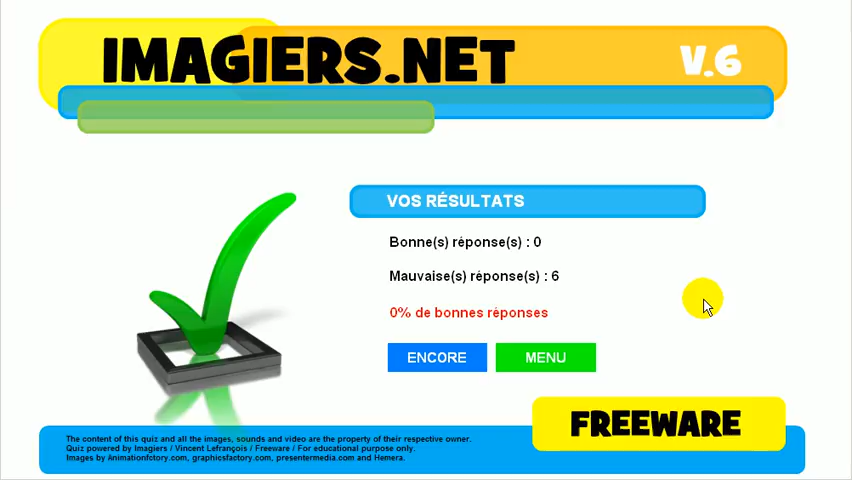 IMAGIERS.NET
V.6
VOS RÉSULTATS
Bonne(s) réponse(s) : 0
Mauvaise(s) réponse(s) : 6
0% de bonnes réponses
ENCORE
MENU
FREEWARE
The content of this quiz and all the images, sounds and video are the property of their respective owner.
Quiz powered by Imagiers / Vincent Lefrançois / Freeware / For educational purpose only.
Images by Animationfctory.com, graphicsfactory.com, presentermedia.com and Hemera.